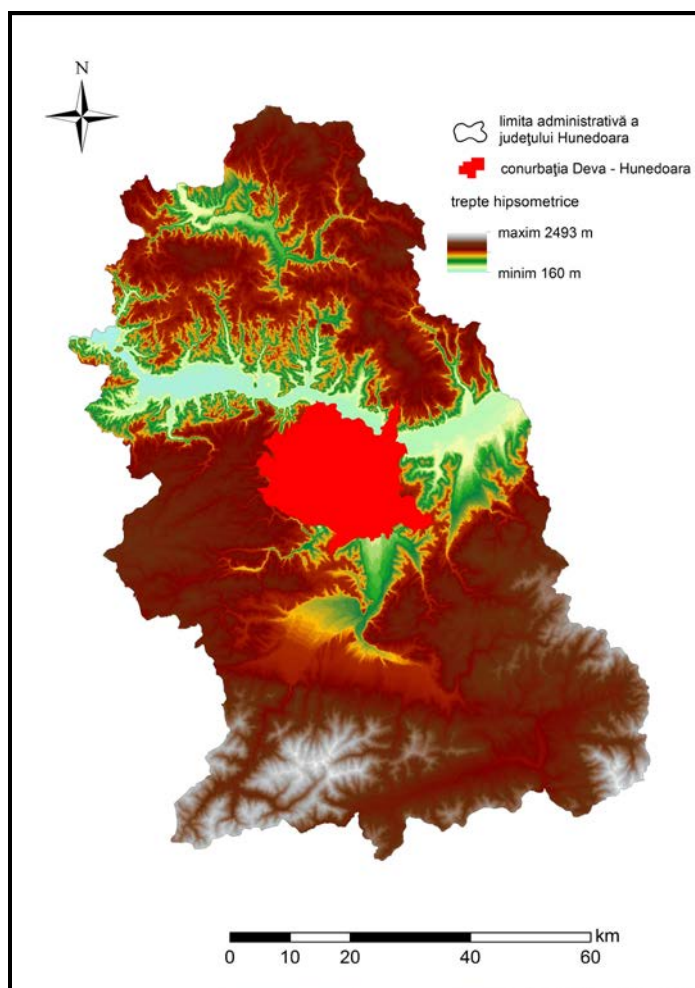 N
limita administrativă a
județului Hunedoara
conurbația Deva - Hunedoara
trepte hipsometrice
maxim 2493 m
minim 160 m
km
0 10 20 40 60